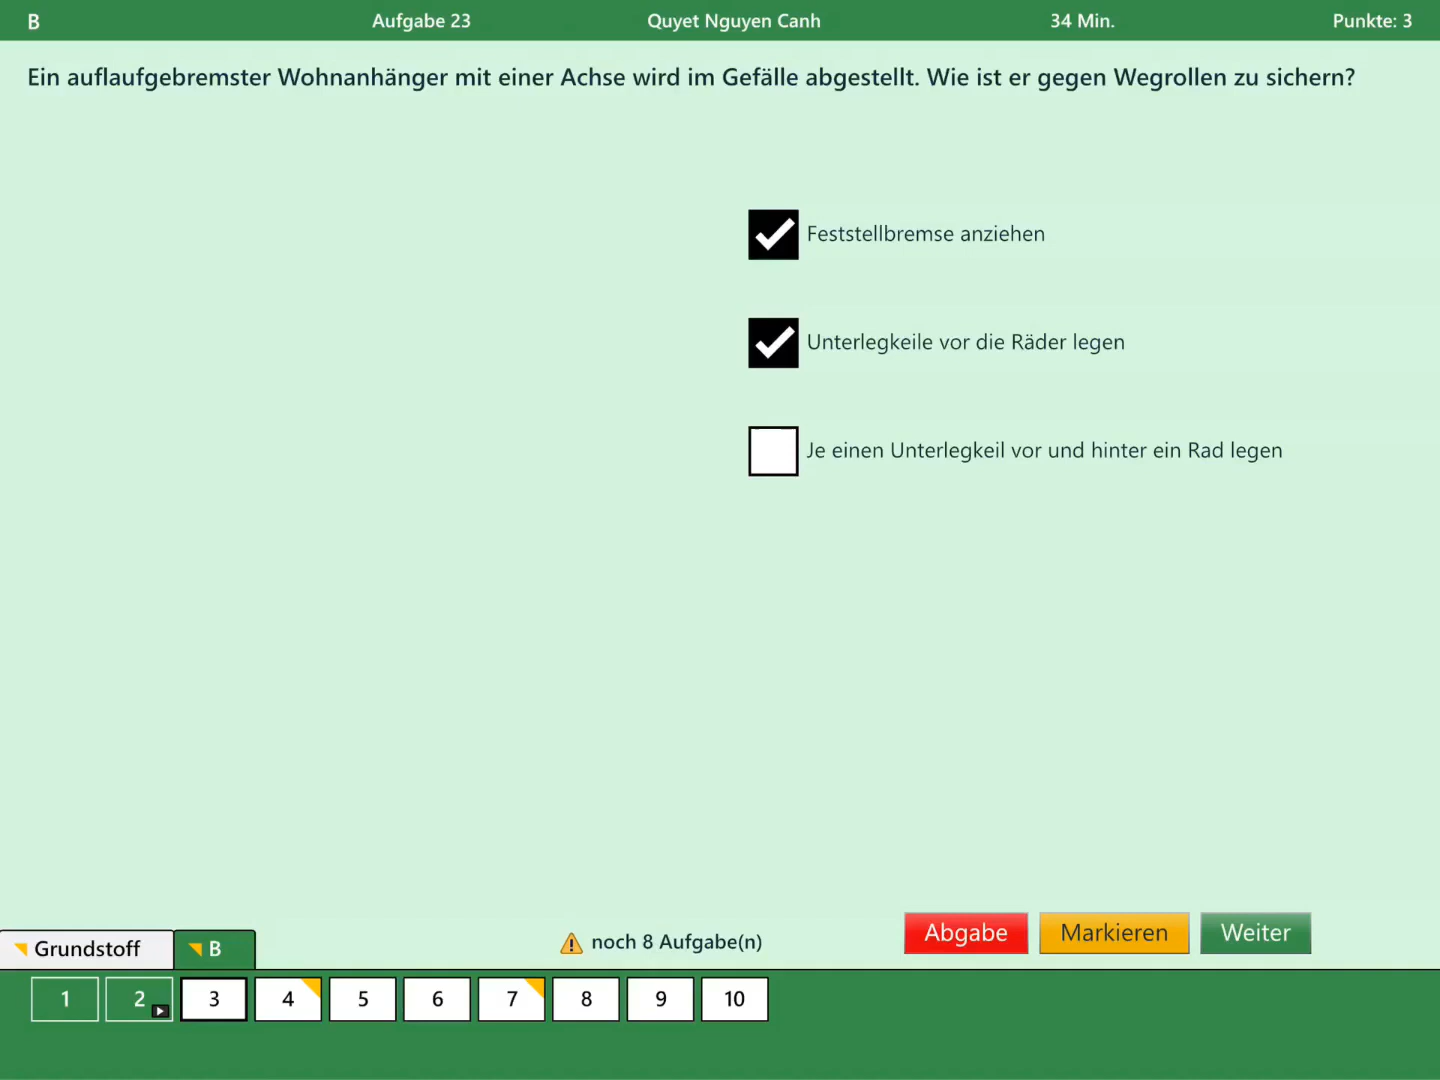 B Aufgabe 23 Quyet Nguyen Canh 34 Min. Punkte: 3
Ein auflaufgebremster Wohnanhänger mit einer Achse wird im Gefälle abgestellt. Wie ist er gegen Wegrollen zu sichern?
Feststellbremse anziehen
Unterlegkeile vor die Räder legen
Je einen Unterlegkeil vor und hinter ein Rad legen
Grundstoff B noch 8 Aufgabe(n) Abgabe Markieren Weiter
1 2 3 4 5 6 7 8 9 10